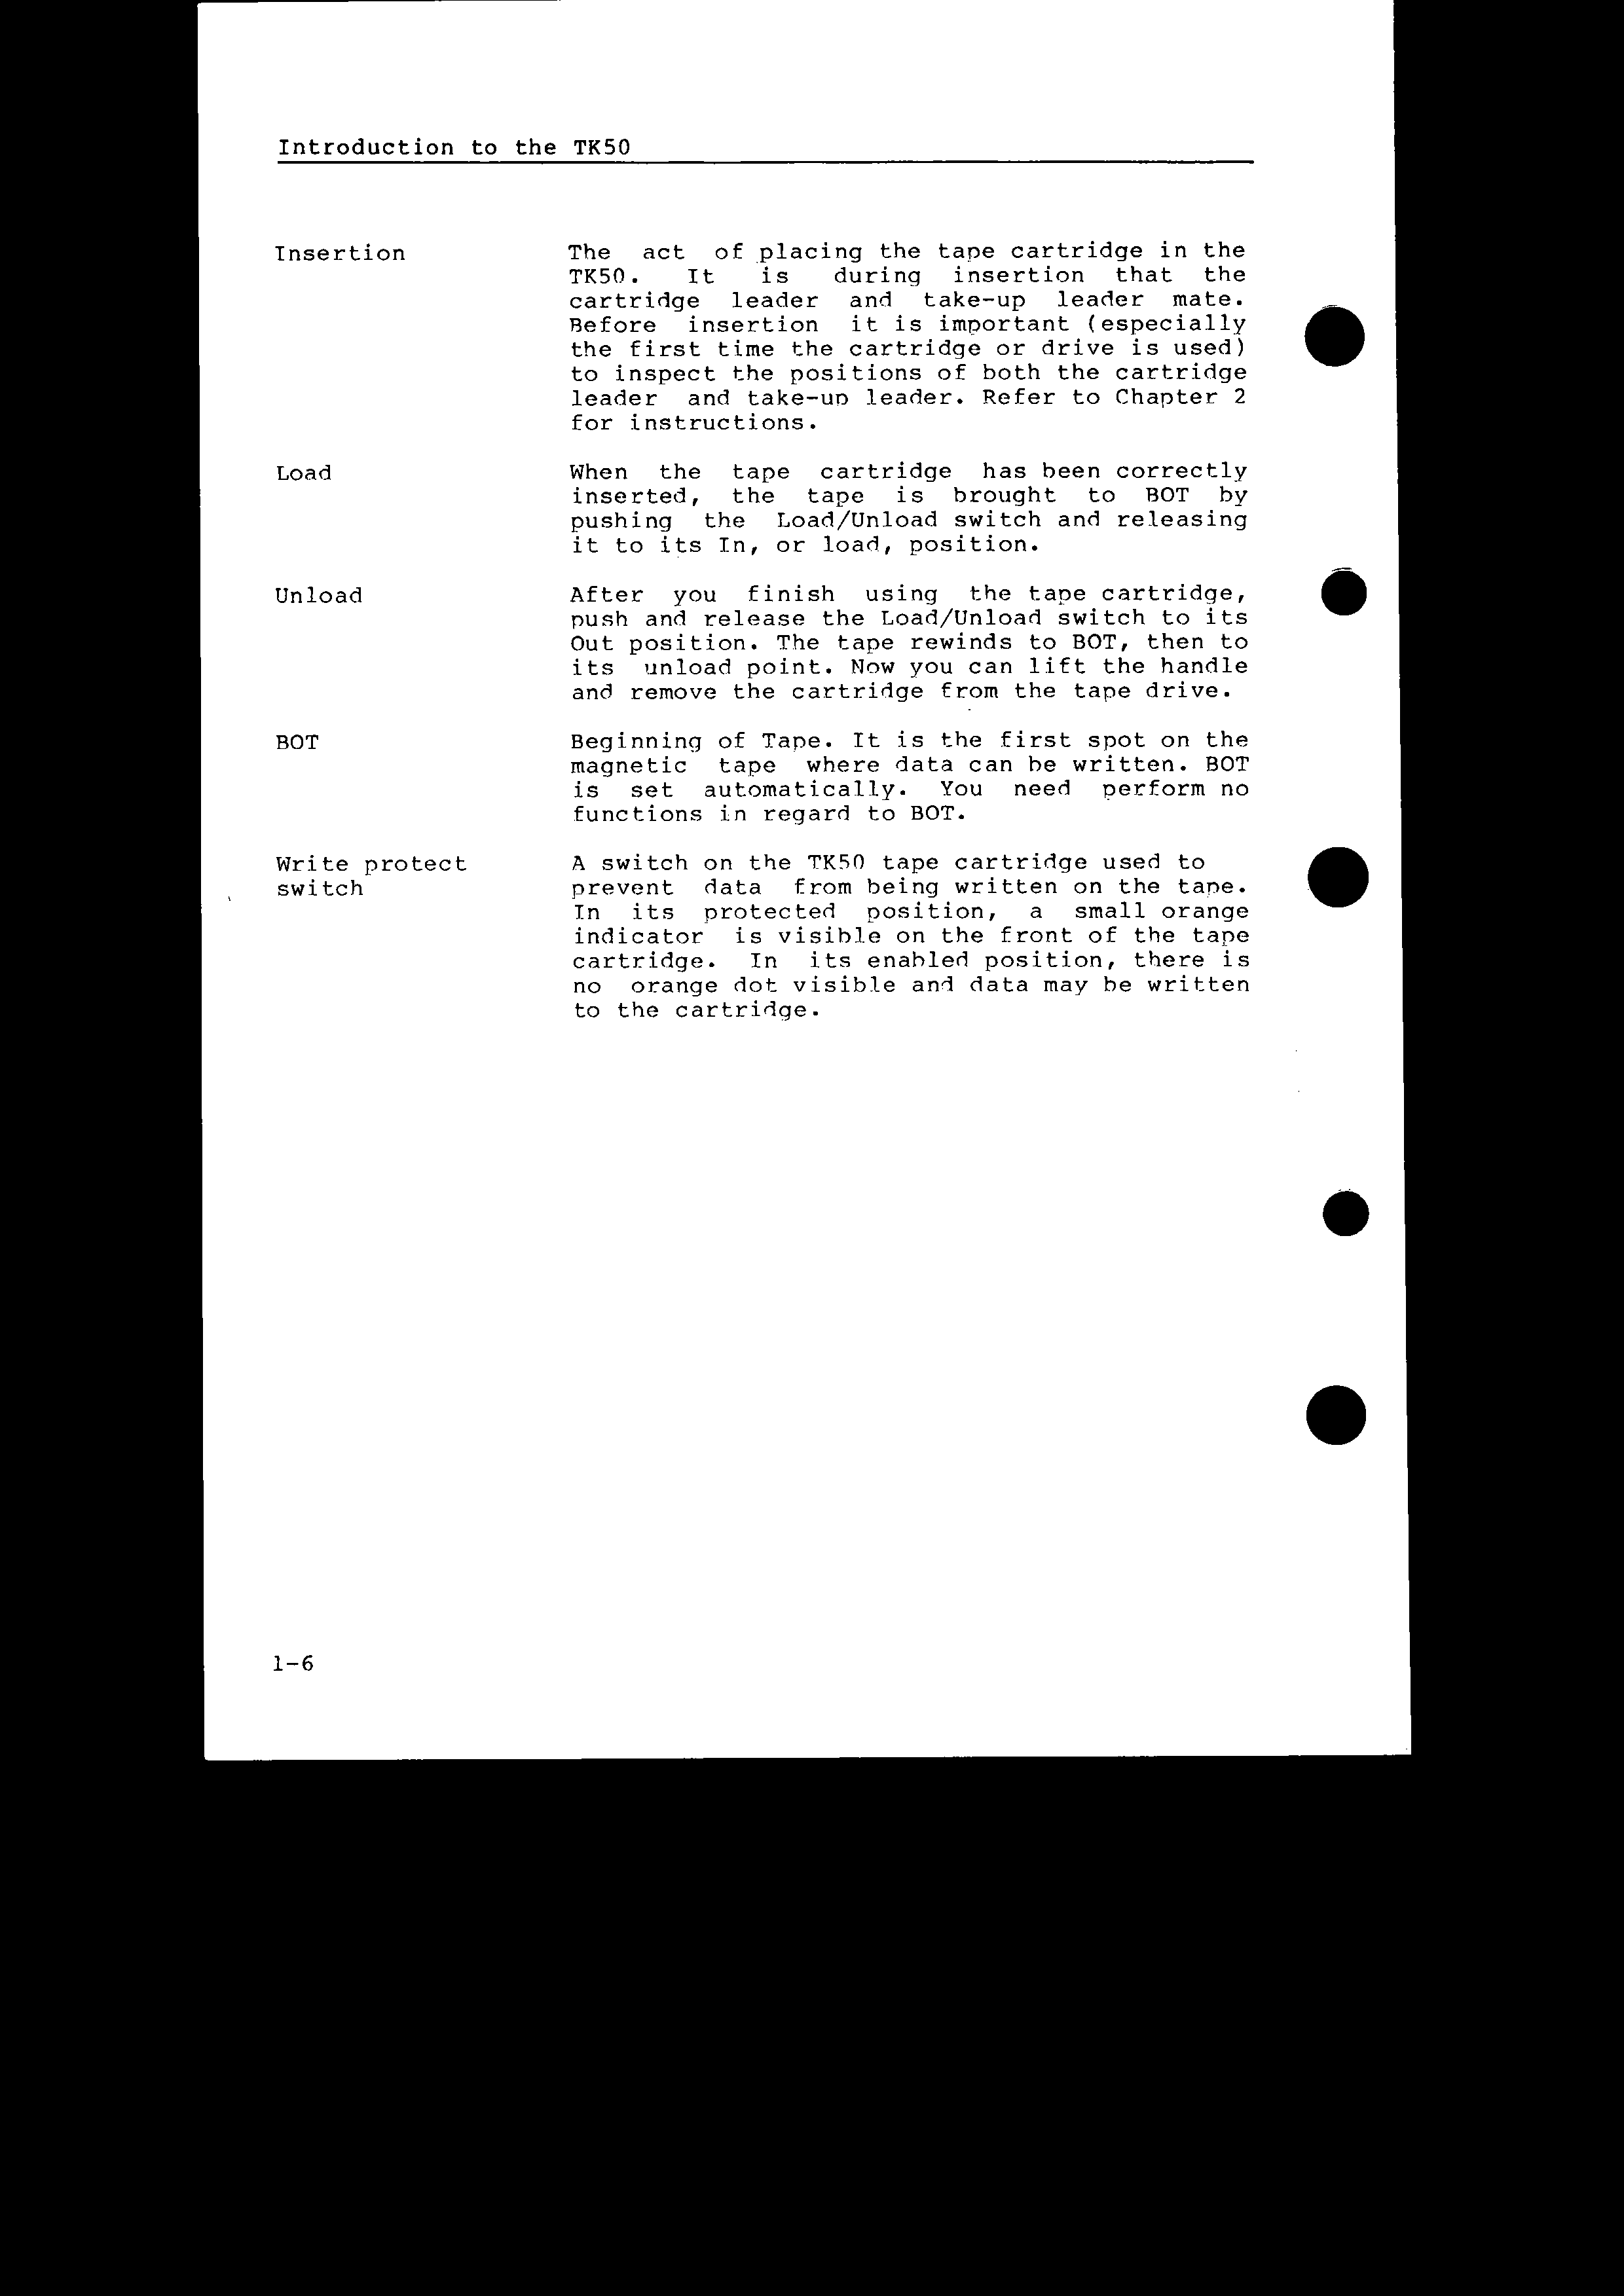 Introduction to the TK50
Insertion The act of placing the tape cartridge in the
TK50. It is during insertion that the
cartridge leader and take-up leader mate.
Before insertion it is important (especially
the first time the cartridge or drive is used)
to inspect the positions of both the cartridge
leader and take-up leader. Refer to Chapter 2
for instructions.
Load When the tape cartridge has been correctly
inserted, the tape is brought to BOT by
pushing the Load/Unload switch and releasing
it to its In, or load, position.
Unload After you finish using the tape cartridge,
push and release the Load/Unload switch to its
Out position. The tape rewinds to BOT, then to
its unload point. Now you can lift the handle
and remove the cartridge from the tape drive.
BOT Beginning of Tape. It is the first spot on the
magnetic tape where data can be written. BOT
is set automatically. You need perform no
functions in regard to BOT.
Write protect A switch on the TK50 tape cartridge used to
switch prevent data from being written on the tape.
In its protected position, a small orange
indicator is visible on the front of the tape
cartridge. In its enabled position, there is
no orange dot visible and data may be written
to the cartridge.
1-6